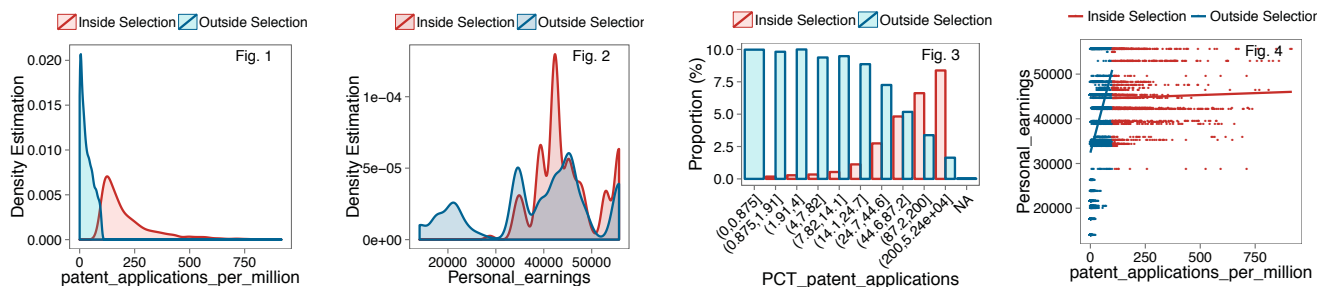 Inside Selection Outside Estimation
Fig. 1
Density Estimation
0.020
0.015
0.010
0.005
0.000
0 250 500 750
patent_applications_per_million
Inside Selection Outside Selection
Fig. 2
Density Estimation
1e−04
5e−05
0e+00
20000 30000 40000 50000
Personal_earnings
Inside Selection Outside Selection
Fig. 3
Proportion (%)
10.0
7.5
5.0
2.5
0.0
(0,0.875]
(0.875,1.91]
(1.91,4]
(4,7.82]
(7.82,14.1]
(14.1,24.7]
(24.7,44.6]
(44.6,87.2]
(87.2,200]
(200,5.24e+04]
NA
PCT_patent_applications
Inside Selection Outside Selection
Fig. 4
Personal_earnings
50000
40000
30000
20000
0 250 500 750
patent_applications_per_million